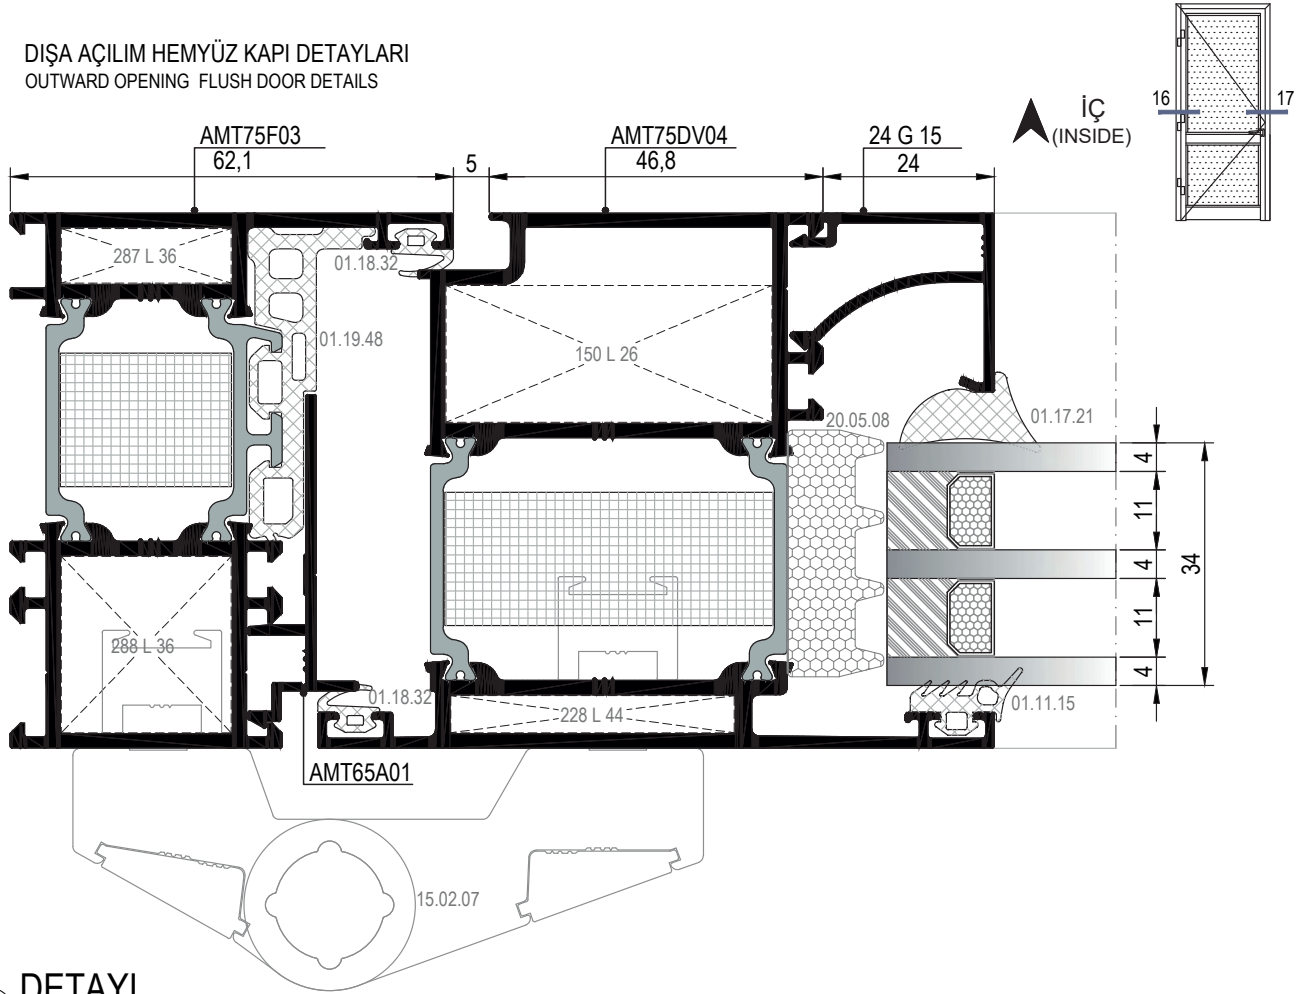 DIŞA AÇILIM HEMYÜZ KAPI DETAYLARI
OUTWARD OPENING FLUSH DOOR DETAILS
İÇ
(INSIDE)
16
17
AMT75F03
62,1
5
AMT75DV04
46,8
24 G 15
24
287 L 36
01.18.32
01.19.48
150 L 26
20.05.08
01.17.21
4
11
4
11
4
34
288 L 36
01.18.32
228 L 44
01.11.15
AMT65A01
15.02.07
DETAYI